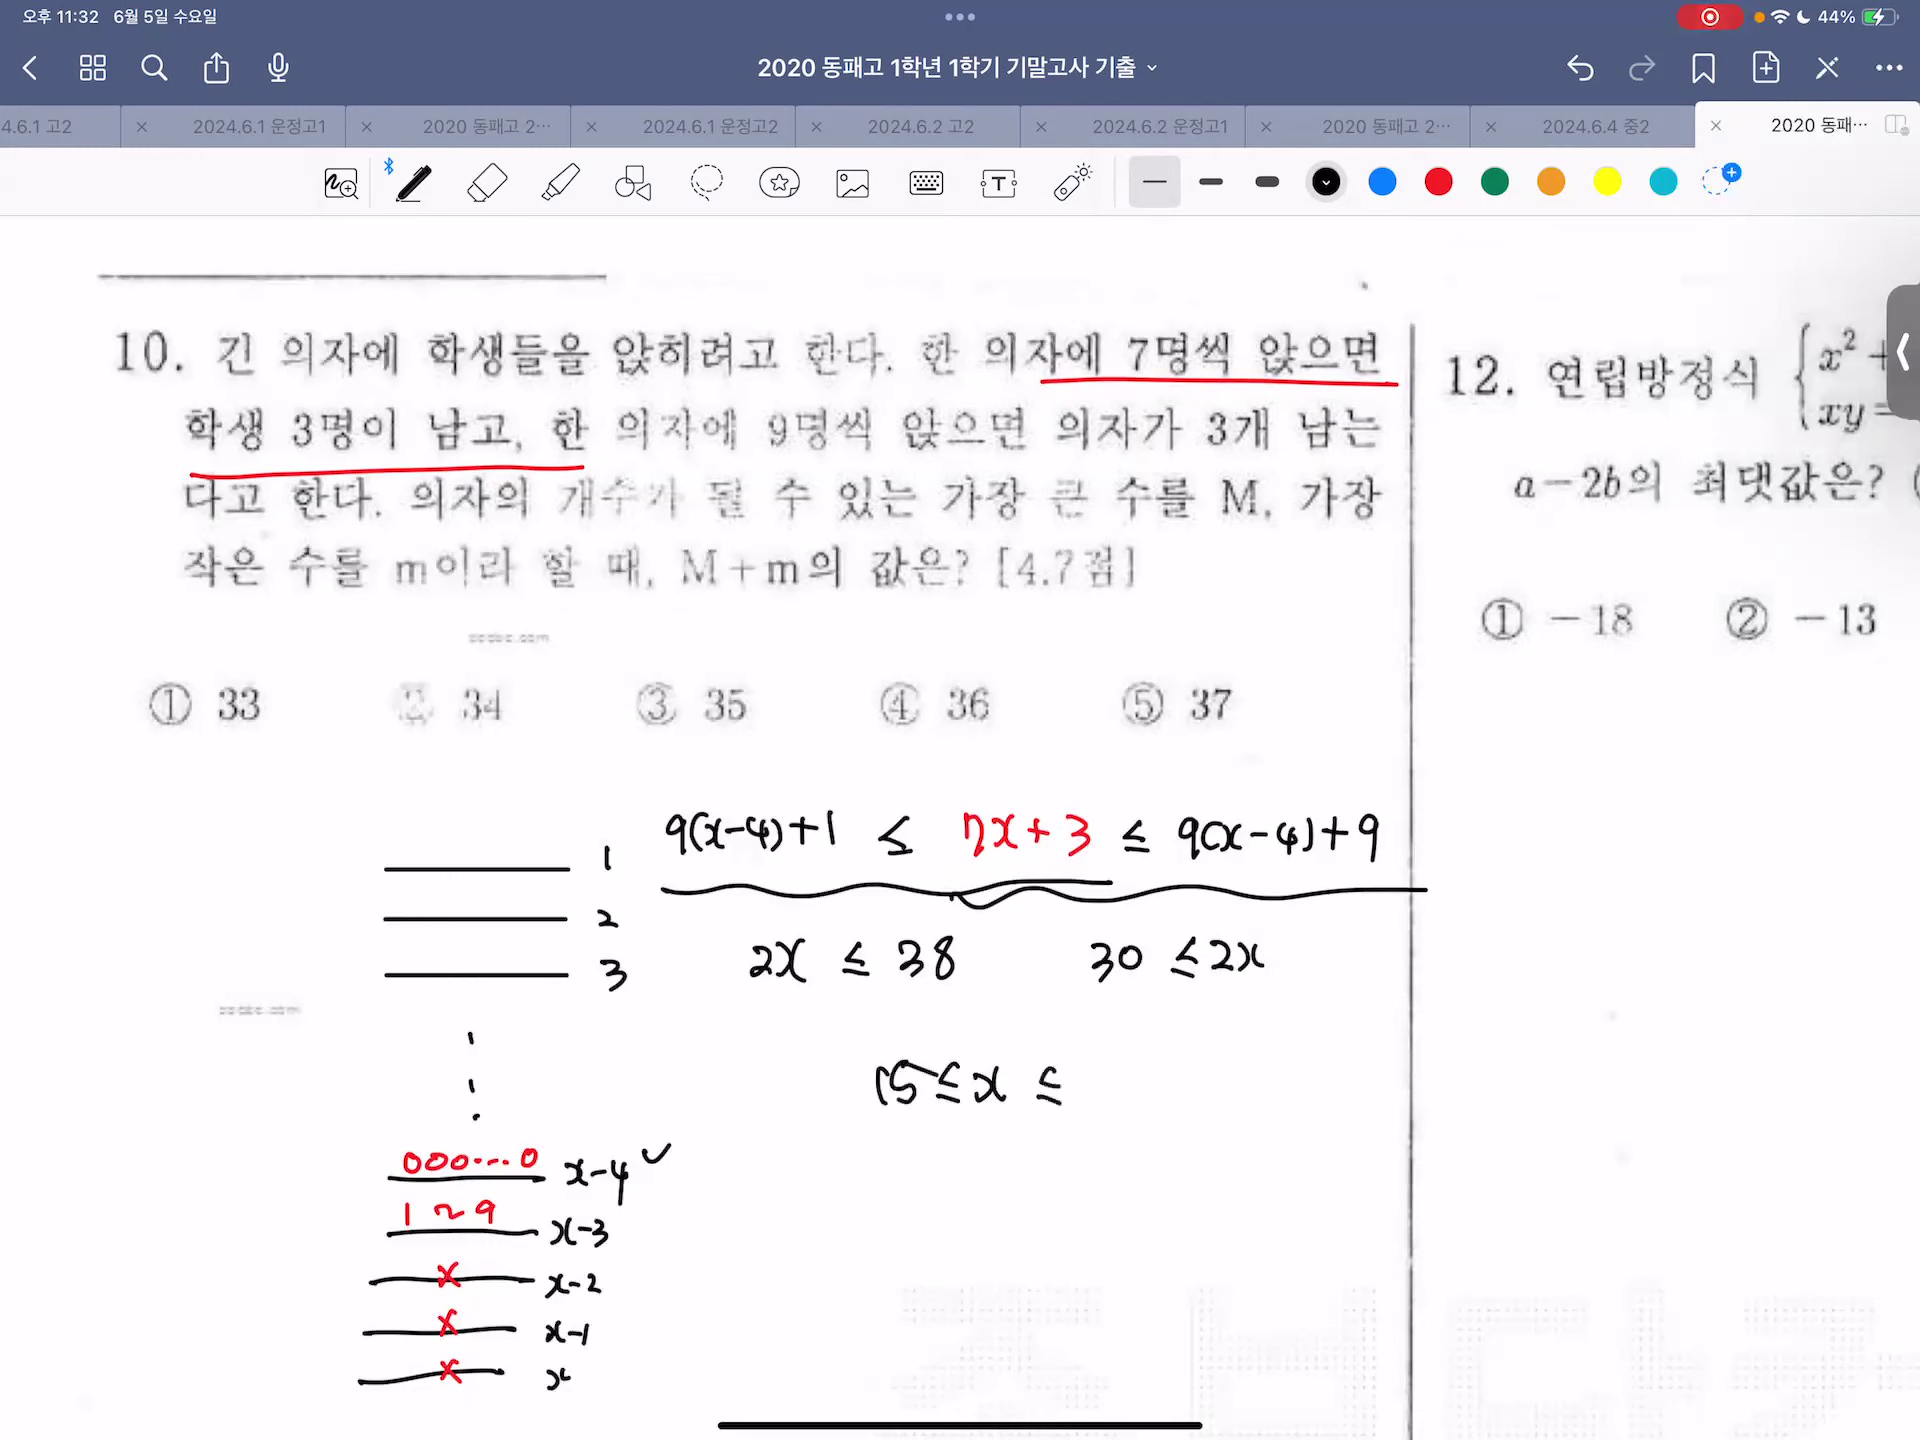 오후 11:32 6월 5일 수요일
44%
2020 동패고 1학년 1학기 기말고사 기출
4.6.1 고2
2024.6.1 운정고1
2020 동패고 2…
2024.6.1 운정고2
2024.6.2 고2
2024.6.2 운정고1
2020 동패고 2…
2024.6.4 중2
2020 동패…
10. 긴 의자에 학생들을 앉히려고 한다. 한 의자에 7명씩 앉으면
학생 3명이 남고, 한 의자에 9명씩 앉으면 의자가 3개 남는
다고 한다. 의자의 개수가 될 수 있는 가장 큰 수를 M, 가장
작은 수를 m이라 할 때, M+m의 값은? [4.7점]
① 33 ② 34 ③ 35 ④ 36 ⑤ 37
9(x-4)+1 ≤ 7x+3 ≤ 9(x-4)+9
2x ≤ 38 30 ≤ 2x
15 ≤ x ≤
1
2
3
000…0 x-4 ✓
1 ~ 9 x-3
x x-2
x x-1
x x
12. 연립방정식 { x² +
xy =
a-2b의 최댓값은?
① -18 ② -13